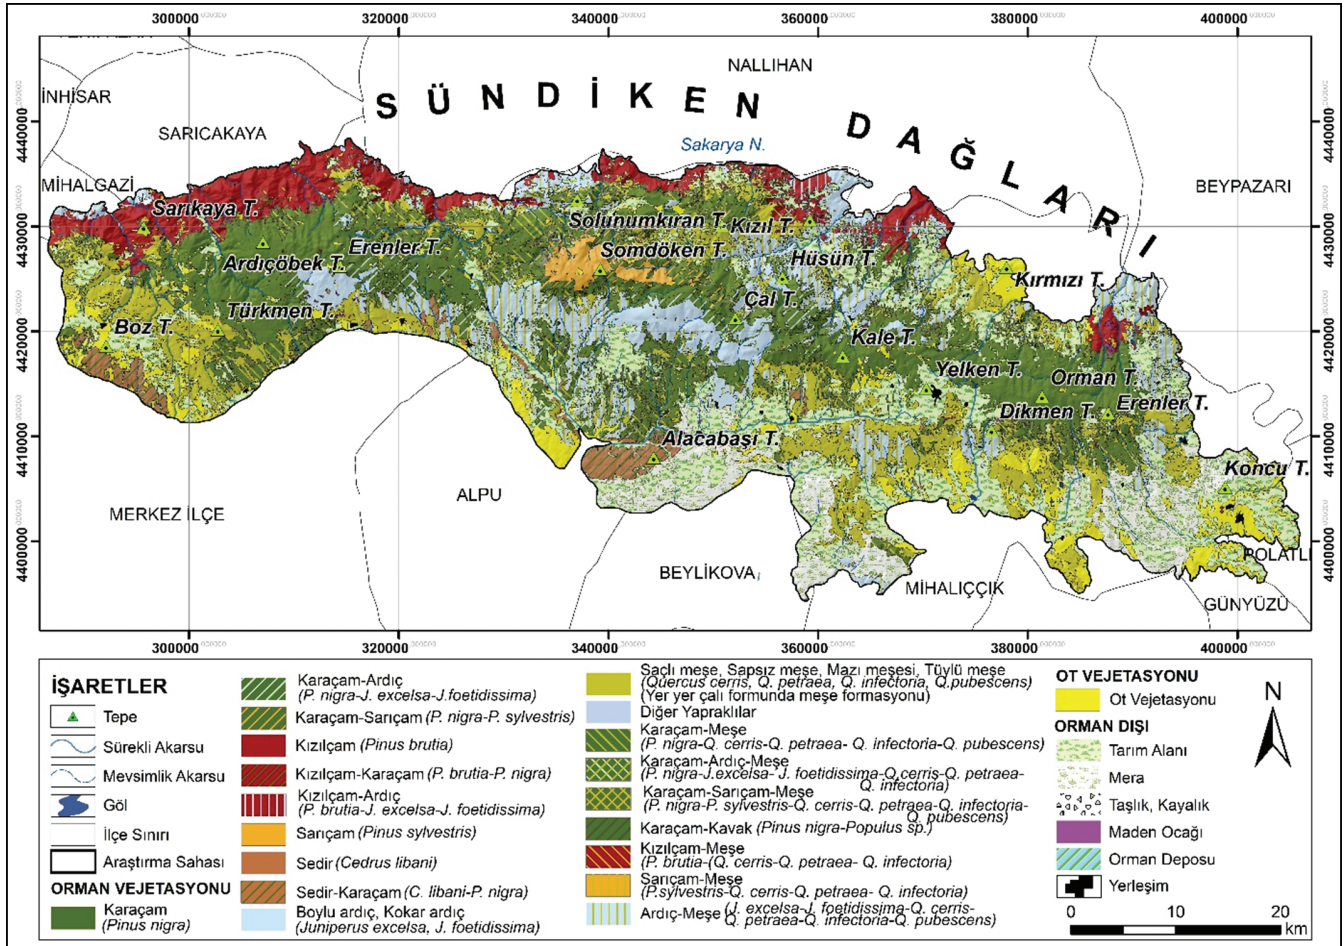 300000 320000 340000 360000 380000 400000
4440000 4430000 4420000 4410000 4400000
4440000 4430000 4420000 4410000 4400000
İNHİSAR
SARICAKAYA
MİHALGAZİ
NALLIHAN
SÜNDİKEN DAĞLARI
Sakarya N.
BEYPAZARI
Sarıkaya T.
Solunumkıran T.
Kızıl T.
Erenler T.
Ardıçöbek T.
Somdöken T.
Hüsün T.
Kırmızı T.
Türkmen T.
Boz T.
Çal T.
Kale T.
Yelken T.
Orman T.
Dikmen T.
Erenler T.
Alacabaşı T.
Koncu T.
MERKEZ İLÇE
ALPU
BEYLİKOVA
MİHALIÇÇIK
POLATLI
GÜNYÜZÜ
300000 320000 340000 360000 380000 400000
İŞARETLER
Tepe
Sürekli Akarsu
Mevsimlik Akarsu
Göl
İlçe Sınırı
Araştırma Sahası
ORMAN VEJETASYONU
Karaçam
(Pinus nigra)
Karaçam-Ardıç
(P. nigra-J. excelsa-J.foetidissima)
Karaçam-Sarıçam (P. nigra-P. sylvestris)
Kızılçam (Pinus brutia)
Kızılçam-Karaçam (P. brutia-P. nigra)
Kızılçam-Ardıç
(P. brutia-J. excelsa-J. foetidissima)
Sarıçam (Pinus sylvestris)
Sedir (Cedrus libani)
Sedir-Karaçam (C. libani-P. nigra)
Boylu ardıç, Kokar ardıç
(Juniperus excelsa, J. foetidissima)
Saçlı meşe, Sapsız meşe, Mazı meşesi, Tüylü meşe
(Quercus cerris, Q. petraea, Q. infectoria, Q.pubescens)
(Yer yer çalı formunda meşe formasyonu)
Diğer Yapraklılar
Karaçam-Meşe
(P. nigra-Q. cerris-Q. petraea- Q. infectoria-Q. pubescens)
Karaçam-Ardıç-Meşe
(P. nigra-J.excelsa-J. foetidissima-Q.cerris-Q. petraea-
Q. infectoria)
Karaçam-Sarıçam-Meşe
(P. nigra-P. sylvestris-Q. cerris-Q. petraea-Q. infectoria-
Q. pubescens)
Karaçam-Kavak (Pinus nigra-Populus sp.)
Kızılçam-Meşe
(P. brutia-(Q. cerris-Q. petraea- Q. infectoria)
Sarıçam-Meşe
(P.sylvestris-Q. cerris-Q. petraea- Q. infectoria)
Ardıç-Meşe (J. excelsa-J. foetidissima-Q. cerris-
Q. petraea-Q. infectoria-Q. pubescens)
OT VEJETASYONU
Ot Vejetasyonu
ORMAN DIŞI
Tarım Alanı
Mera
Taşlık, Kayalık
Maden Ocağı
Orman Deposu
Yerleşim
N
0 10 20
km